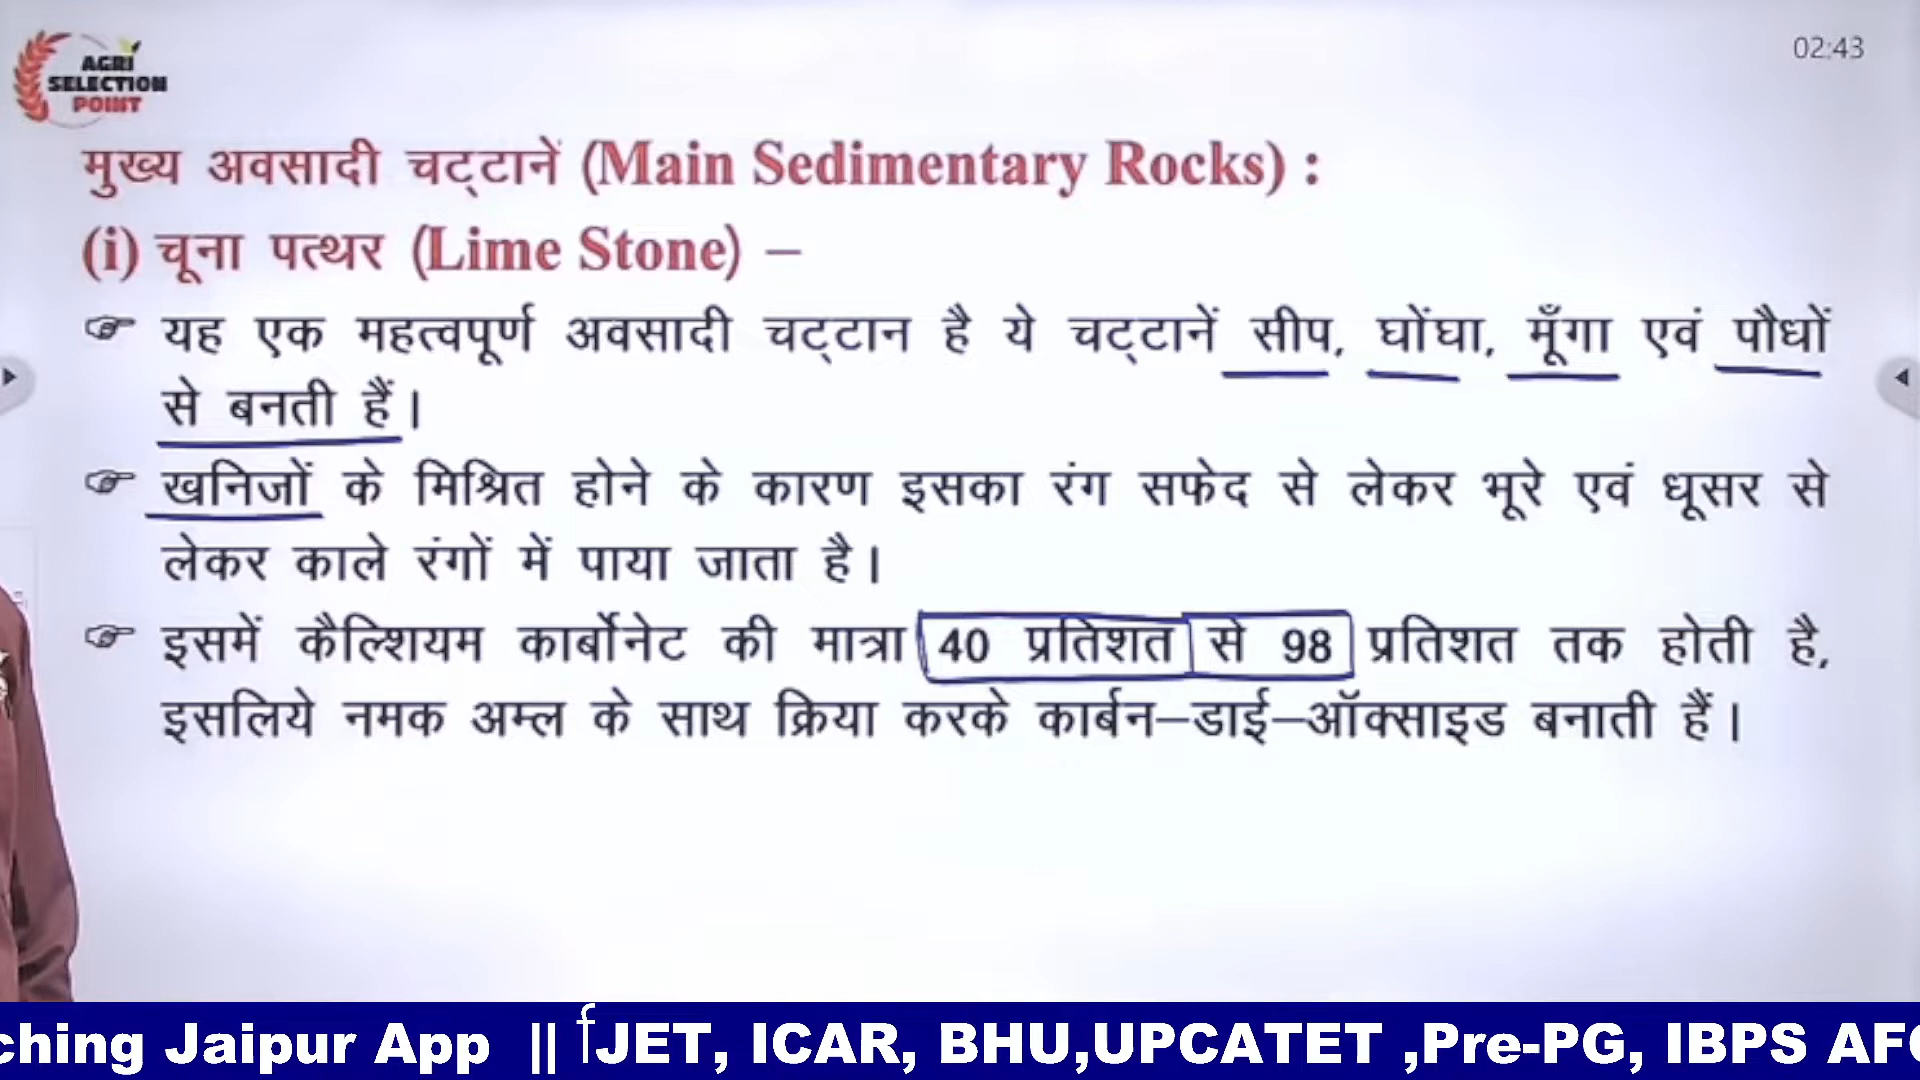 AGRI
SELECTION
POINT
02:43
मुख्य अवसादी चट्टानें (Main Sedimentary Rocks) :
(i) चूना पत्थर (Lime Stone) –
☞ यह एक महत्वपूर्ण अवसादी चट्टान है ये चट्टानें सीप, घोंघा, मूँगा एवं पौधों
से बनती हैं।
☞ खनिजों के मिश्रित होने के कारण इसका रंग सफेद से लेकर भूरे एवं धूसर से
लेकर काले रंगों में पाया जाता है।
☞ इसमें कैल्शियम कार्बोनेट की मात्रा 40 प्रतिशत से 98 प्रतिशत तक होती है,
इसलिये नमक अम्ल के साथ क्रिया करके कार्बन–डाई–ऑक्साइड बनाती हैं।
ching Jaipur App || JET, ICAR, BHU,UPCATET ,Pre-PG, IBPS AFO